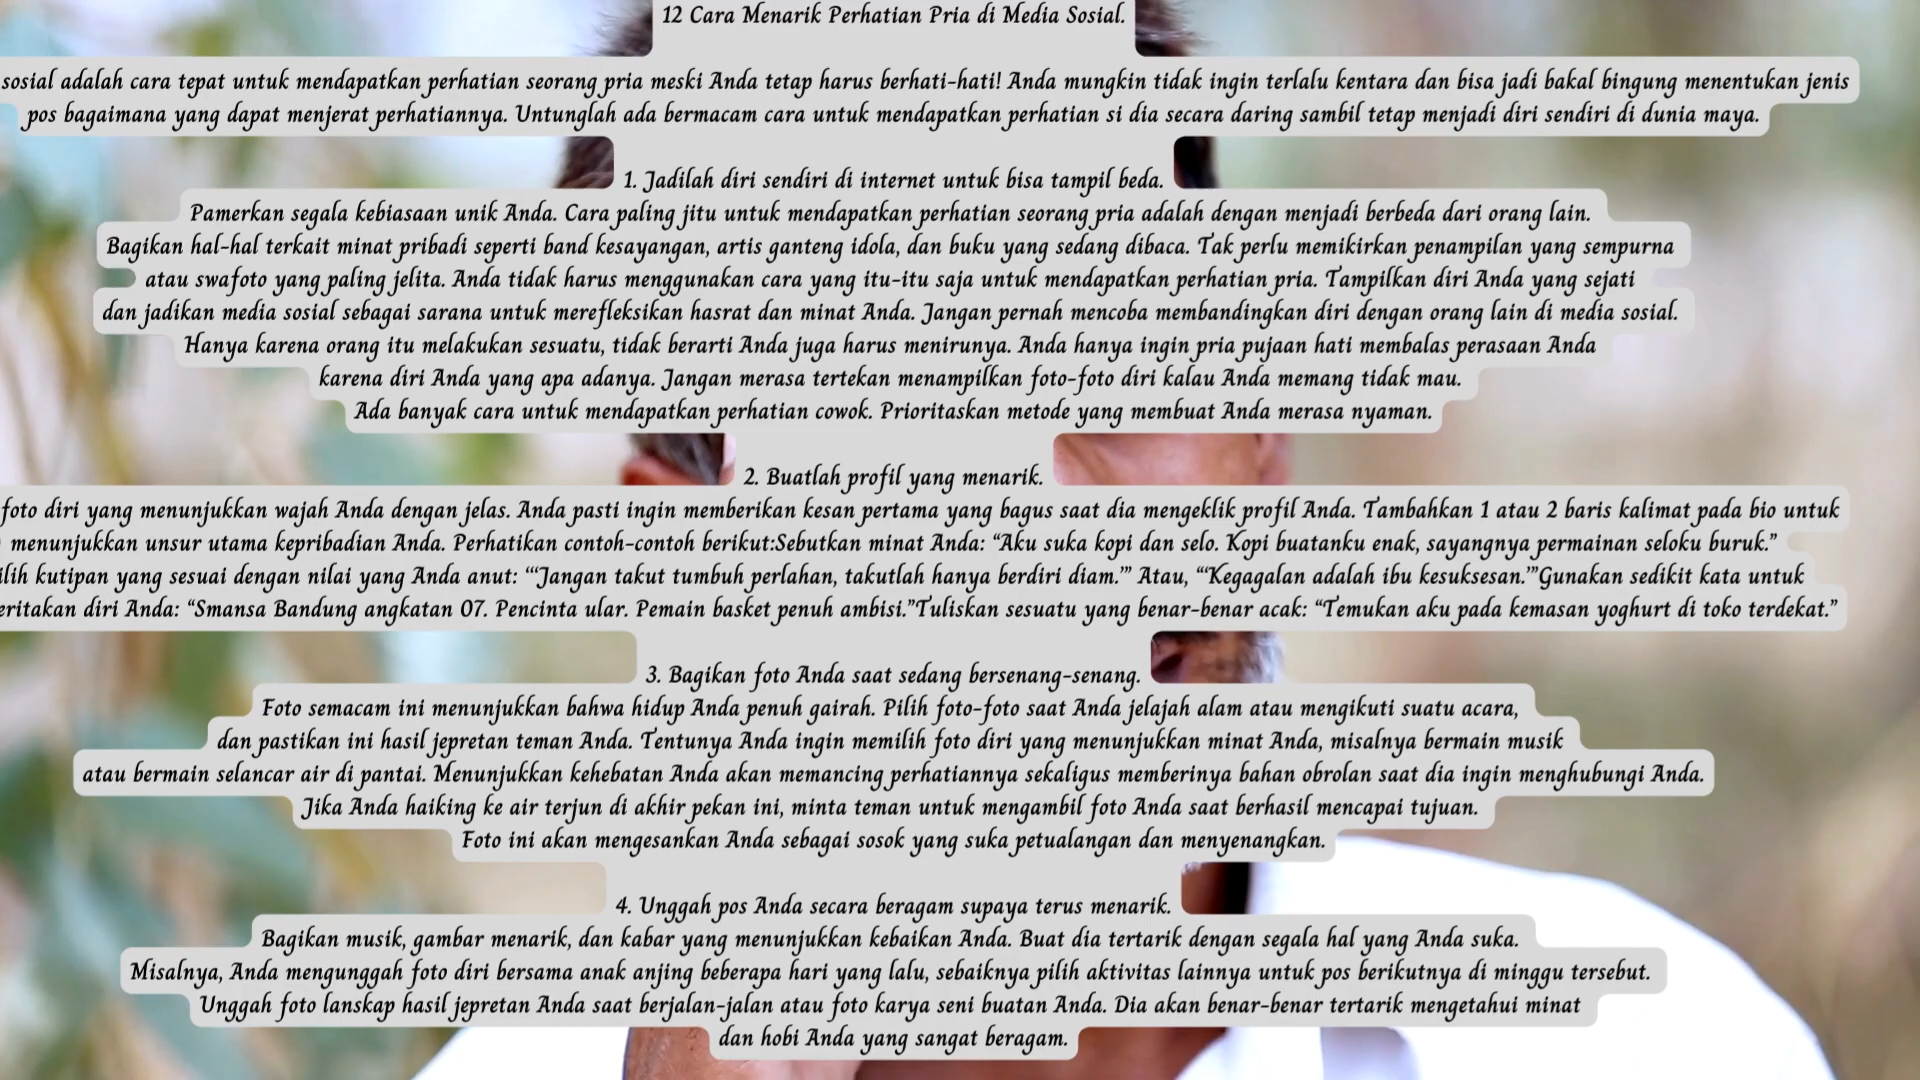 12 Cara Menarik Perhatian Pria di Media Sosial.
sosial adalah cara tepat untuk mendapatkan perhatian seorang pria meski Anda tetap harus berhati-hati! Anda mungkin tidak ingin terlalu kentara dan bisa jadi bakal bingung menentukan jenis
pos bagaimana yang dapat menjerat perhatiannya. Untunglah ada bermacam cara untuk mendapatkan perhatian si dia secara daring sambil tetap menjadi diri sendiri di dunia maya.
1. Jadilah diri sendiri di internet untuk bisa tampil beda.
Pamerkan segala kebiasaan unik Anda. Cara paling jitu untuk mendapatkan perhatian seorang pria adalah dengan menjadi berbeda dari orang lain.
Bagikan hal-hal terkait minat pribadi seperti band kesayangan, artis ganteng idola, dan buku yang sedang dibaca. Tak perlu memikirkan penampilan yang sempurna
atau swafoto yang paling jelita. Anda tidak harus menggunakan cara yang itu-itu saja untuk mendapatkan perhatian pria. Tampilkan diri Anda yang sejati
dan jadikan media sosial sebagai sarana untuk merefleksikan hasrat dan minat Anda. Jangan pernah mencoba membandingkan diri dengan orang lain di media sosial.
Hanya karena orang itu melakukan sesuatu, tidak berarti Anda juga harus menirunya. Anda hanya ingin pria pujaan hati membalas perasaan Anda
karena diri Anda yang apa adanya. Jangan merasa tertekan menampilkan foto-foto diri kalau Anda memang tidak mau.
Ada banyak cara untuk mendapatkan perhatian cowok. Prioritaskan metode yang membuat Anda merasa nyaman.
2. Buatlah profil yang menarik.
foto diri yang menunjukkan wajah Anda dengan jelas. Anda pasti ingin memberikan kesan pertama yang bagus saat dia mengeklik profil Anda. Tambahkan 1 atau 2 baris kalimat pada bio untuk
menunjukkan unsur utama kepribadian Anda. Perhatikan contoh-contoh berikut:Sebutkan minat Anda: “Aku suka kopi dan selo. Kopi buatanku enak, sayangnya permainan seloku buruk.”
kutipan yang sesuai dengan nilai yang Anda anut: “‘Jangan takut tumbuh perlahan, takutlah hanya berdiri diam.’” Atau, “‘Kegagalan adalah ibu kesuksesan.’”Gunakan sedikit kata untuk
diri Anda: “Smansa Bandung angkatan 07. Pencinta ular. Pemain basket penuh ambisi.”Tuliskan sesuatu yang benar-benar acak: “Temukan aku pada kemasan yoghurt di toko terdekat.”
3. Bagikan foto Anda saat sedang bersenang-senang.
Foto semacam ini menunjukkan bahwa hidup Anda penuh gairah. Pilih foto-foto saat Anda jelajah alam atau mengikuti suatu acara,
dan pastikan ini hasil jepretan teman Anda. Tentunya Anda ingin memilih foto diri yang menunjukkan minat Anda, misalnya bermain musik
atau bermain selancar air di pantai. Menunjukkan kehebatan Anda akan memancing perhatiannya sekaligus memberinya bahan obrolan saat dia ingin menghubungi Anda.
Jika Anda haiking ke air terjun di akhir pekan ini, minta teman untuk mengambil foto Anda saat berhasil mencapai tujuan.
Foto ini akan mengesankan Anda sebagai sosok yang suka petualangan dan menyenangkan.
4. Unggah pos Anda secara beragam supaya terus menarik.
Bagikan musik, gambar menarik, dan kabar yang menunjukkan kebaikan Anda. Buat dia tertarik dengan segala hal yang Anda suka.
Misalnya, Anda mengunggah foto diri bersama anak anjing beberapa hari yang lalu, sebaiknya pilih aktivitas lainnya untuk pos berikutnya di minggu tersebut.
Unggah foto lanskap hasil jepretan Anda saat berjalan-jalan atau foto karya seni buatan Anda. Dia akan benar-benar tertarik mengetahui minat
dan hobi Anda yang sangat beragam.